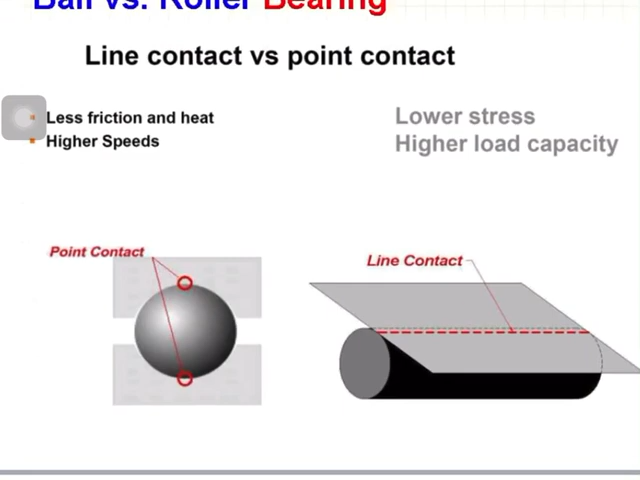 Ball vs. Roller Bearing
Line contact vs point contact
Less friction and heat
Higher Speeds
Lower stress
Higher load capacity
Point Contact
Line Contact